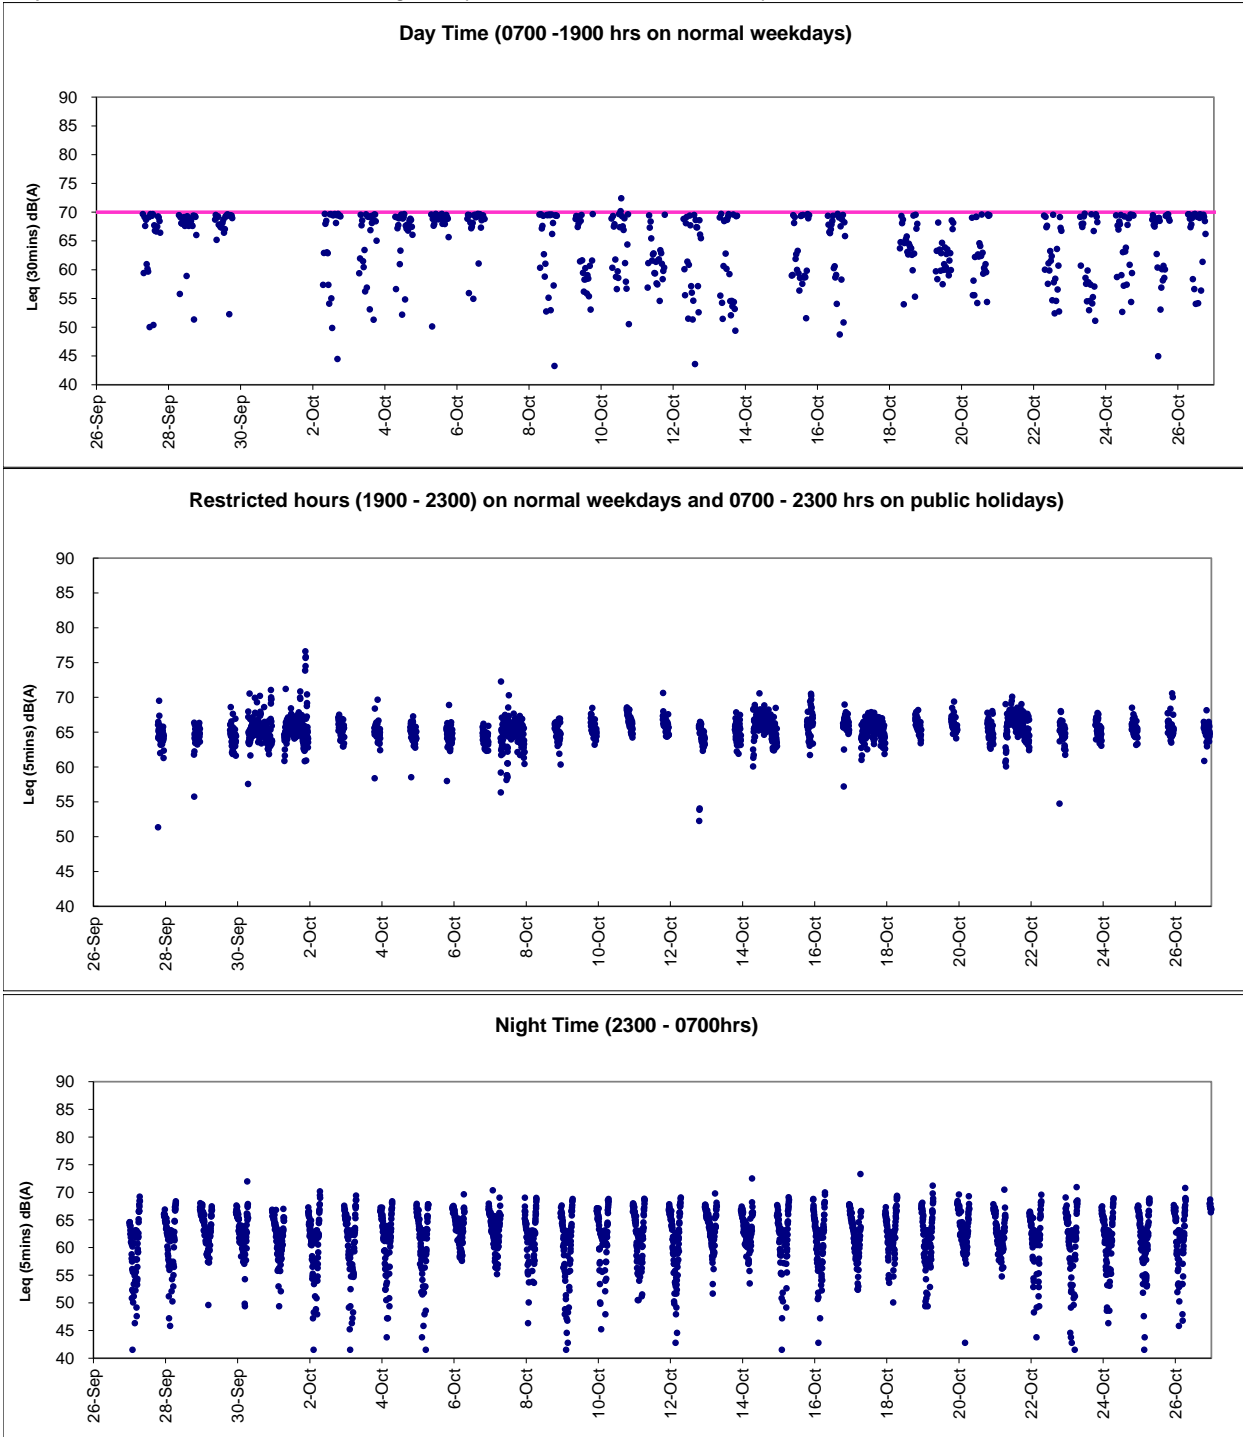 Day Time (0700 -1900 hrs on normal weekdays)
Leq (30mins) dB(A)
90
85
80
75
70
65
60
55
50
45
40
26-Sep
28-Sep
30-Sep
2-Oct
4-Oct
6-Oct
8-Oct
10-Oct
12-Oct
14-Oct
16-Oct
18-Oct
20-Oct
22-Oct
24-Oct
26-Oct
Restricted hours (1900 - 2300) on normal weekdays and 0700 - 2300 hrs on public holidays)
Leq (5mins) dB(A)
90
85
80
75
70
65
60
55
50
45
40
26-Sep
28-Sep
30-Sep
2-Oct
4-Oct
6-Oct
8-Oct
10-Oct
12-Oct
14-Oct
16-Oct
18-Oct
20-Oct
22-Oct
24-Oct
26-Oct
Night Time (2300 - 0700hrs)
Leq (5mins) dB(A)
90
85
80
75
70
65
60
55
50
45
40
26-Sep
28-Sep
30-Sep
2-Oct
4-Oct
6-Oct
8-Oct
10-Oct
12-Oct
14-Oct
16-Oct
18-Oct
20-Oct
22-Oct
24-Oct
26-Oct